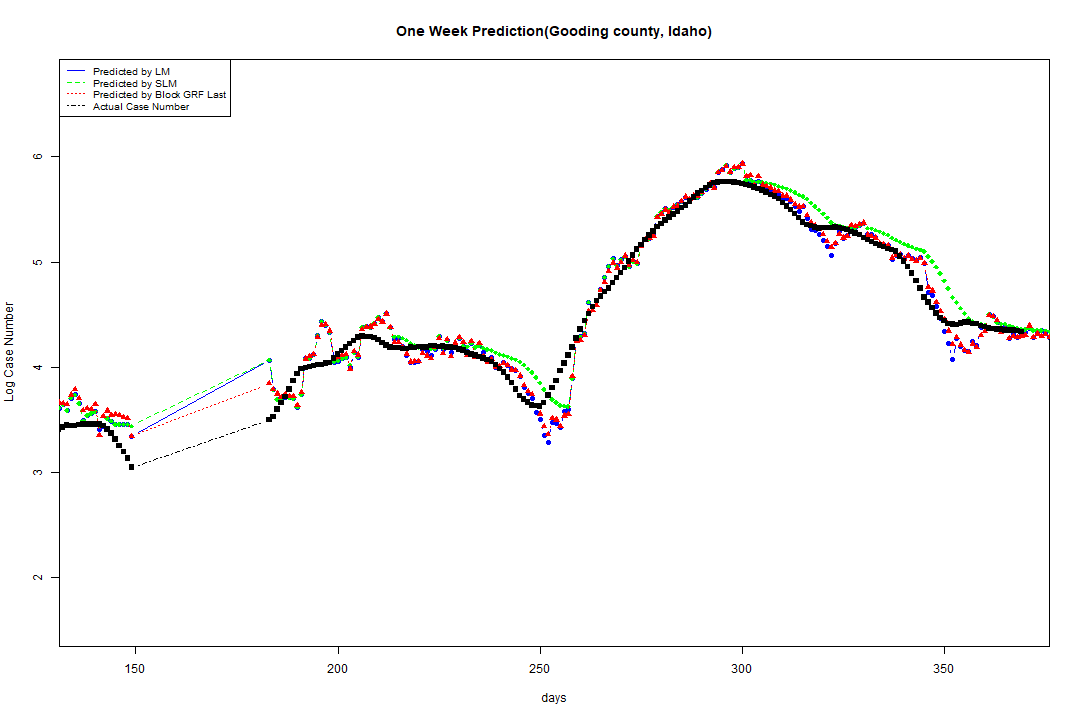 One Week Prediction(Gooding county, Idaho)
Predicted by LM
Predicted by SLM
Predicted by Block GRF Last
Actual Case Number
6
5
4
3
2
Log Case Number
150 200 250 300 350
days